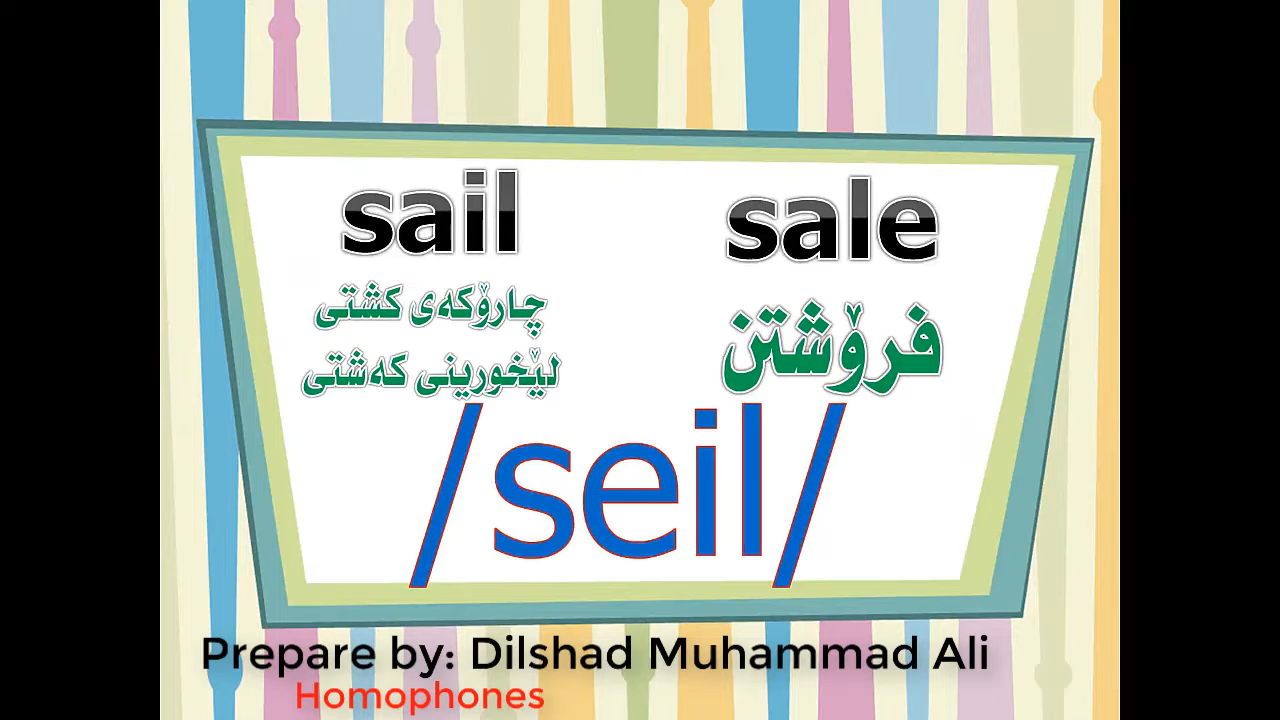 sail
sale
چارۆکەی کشتی
لێخورینی کەشتی
فرۆشتن
/seil/
Prepare by: Dilshad Muhammad Ali
Homophones